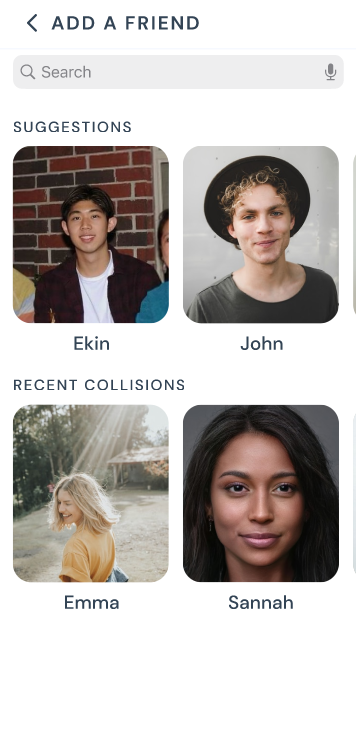 ADD A FRIEND
Search
SUGGESTIONS
Ekin
John
RECENT COLLISIONS
Emma
Sannah